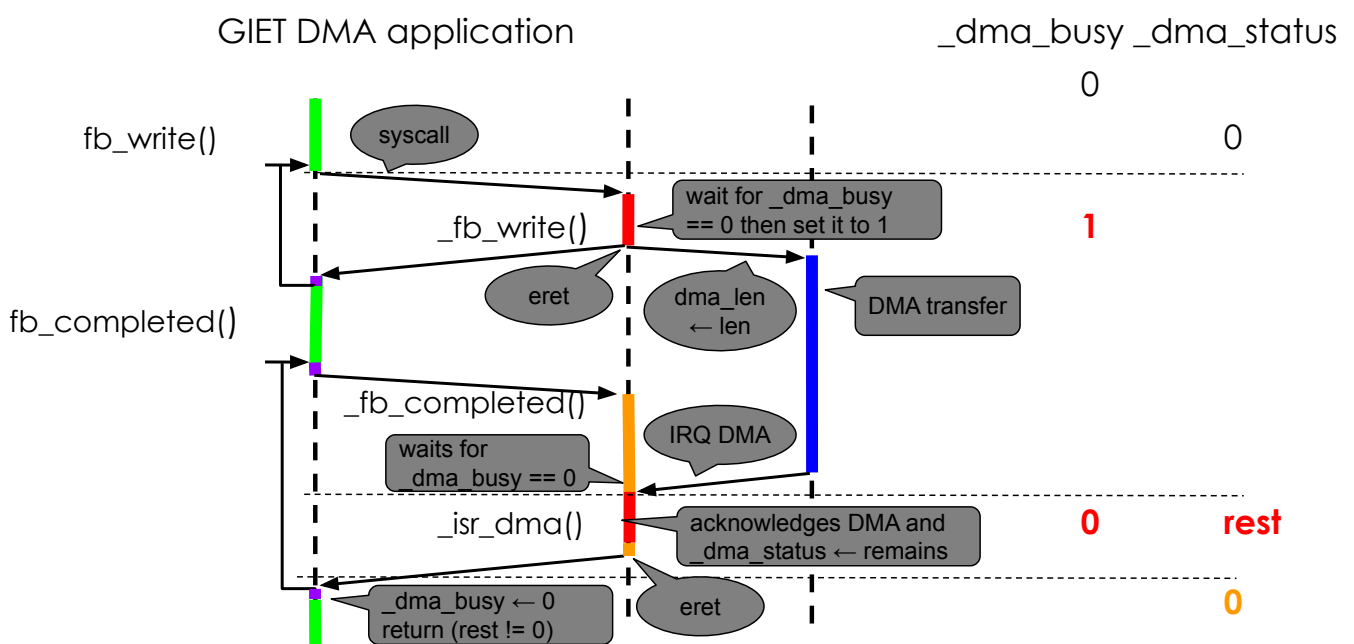 GIET DMA application
_dma_busy _dma_status
0
fb_write()
syscall
0
wait for _dma_busy
== 0 then set it to 1
_fb_write()
1
eret
dma_len
← len
DMA transfer
fb_completed()
_fb_completed()
IRQ DMA
waits for
_dma_busy == 0
_isr_dma()
acknowledges DMA and
_dma_status ← remains
0
rest
_dma_busy ← 0
return (rest != 0)
eret
0